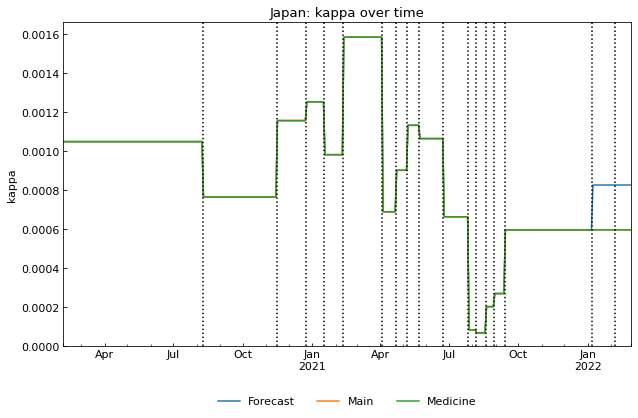 Japan: kappa over time
0.0016
0.0014
0.0012
0.0010
0.0008
0.0006
0.0004
0.0002
0.0000
kappa
Apr Jul Oct Jan Apr Jul Oct Jan
2021 2022
Forecast Main Medicine